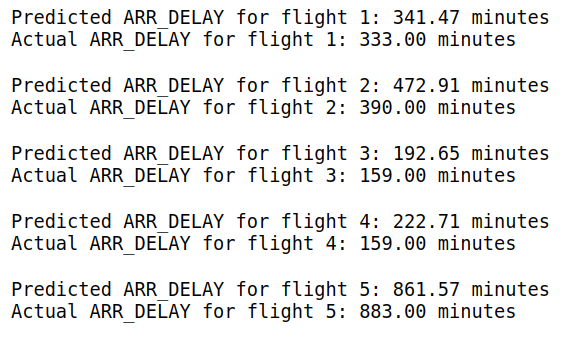 Predicted ARR_DELAY for flight 1: 341.47 minutes
Actual ARR_DELAY for flight 1: 333.00 minutes
Predicted ARR_DELAY for flight 2: 472.91 minutes
Actual ARR_DELAY for flight 2: 390.00 minutes
Predicted ARR_DELAY for flight 3: 192.65 minutes
Actual ARR_DELAY for flight 3: 159.00 minutes
Predicted ARR_DELAY for flight 4: 222.71 minutes
Actual ARR_DELAY for flight 4: 159.00 minutes
Predicted ARR_DELAY for flight 5: 861.57 minutes
Actual ARR_DELAY for flight 5: 883.00 minutes